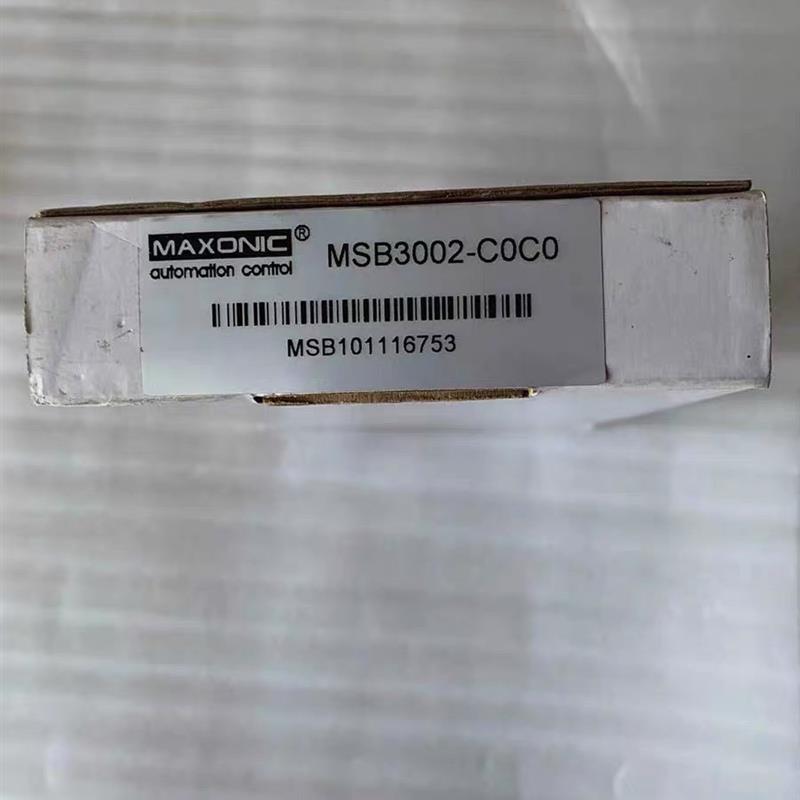 MAXONIC® MSB3002-C0C0
automation control
MSB101116753